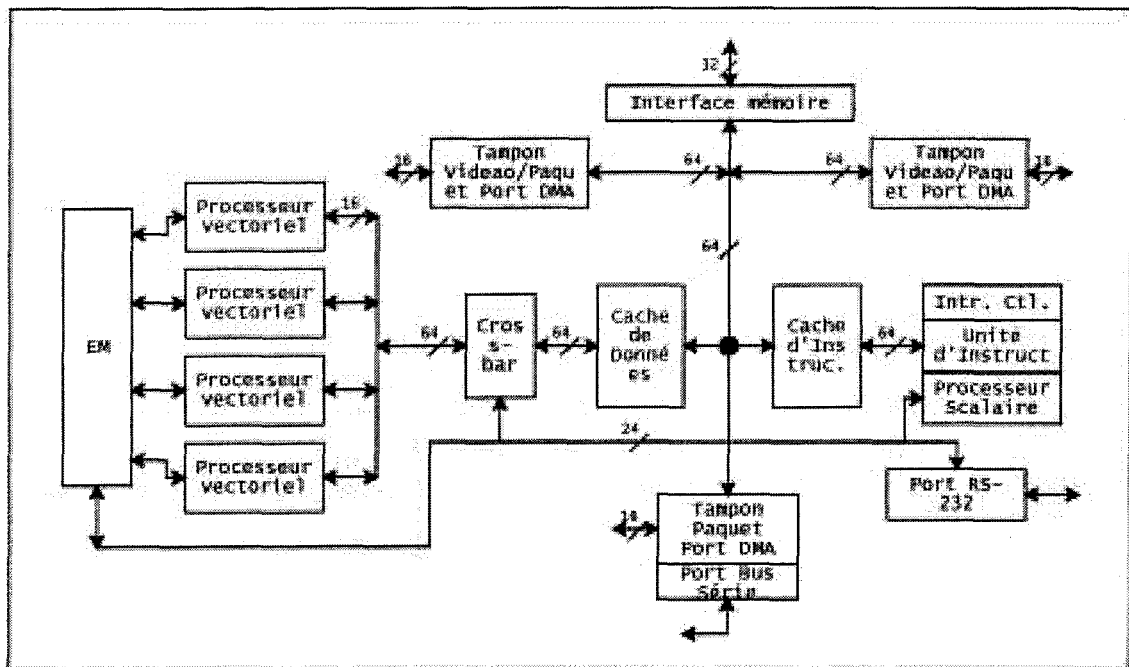 32
Interface mémoire
16
Tampon
Videao/Paqu
et Port DMA
64
64
Tampon
Videao/Paqu
et Port DMA
16
Processeur
vectoriel
16
64
Processeur
vectoriel
EM
64
Cros
s-
bar
64
Cache
de
Donné
es
Cache
d'Ins
truc.
64
Intr. Ctl.
Unité
d'Instruct
Processeur
Scalaire
Processeur
vectoriel
24
Processeur
vectoriel
Port RS-
232
Tampon
Paquet
Port DMA
Port Bus
Série